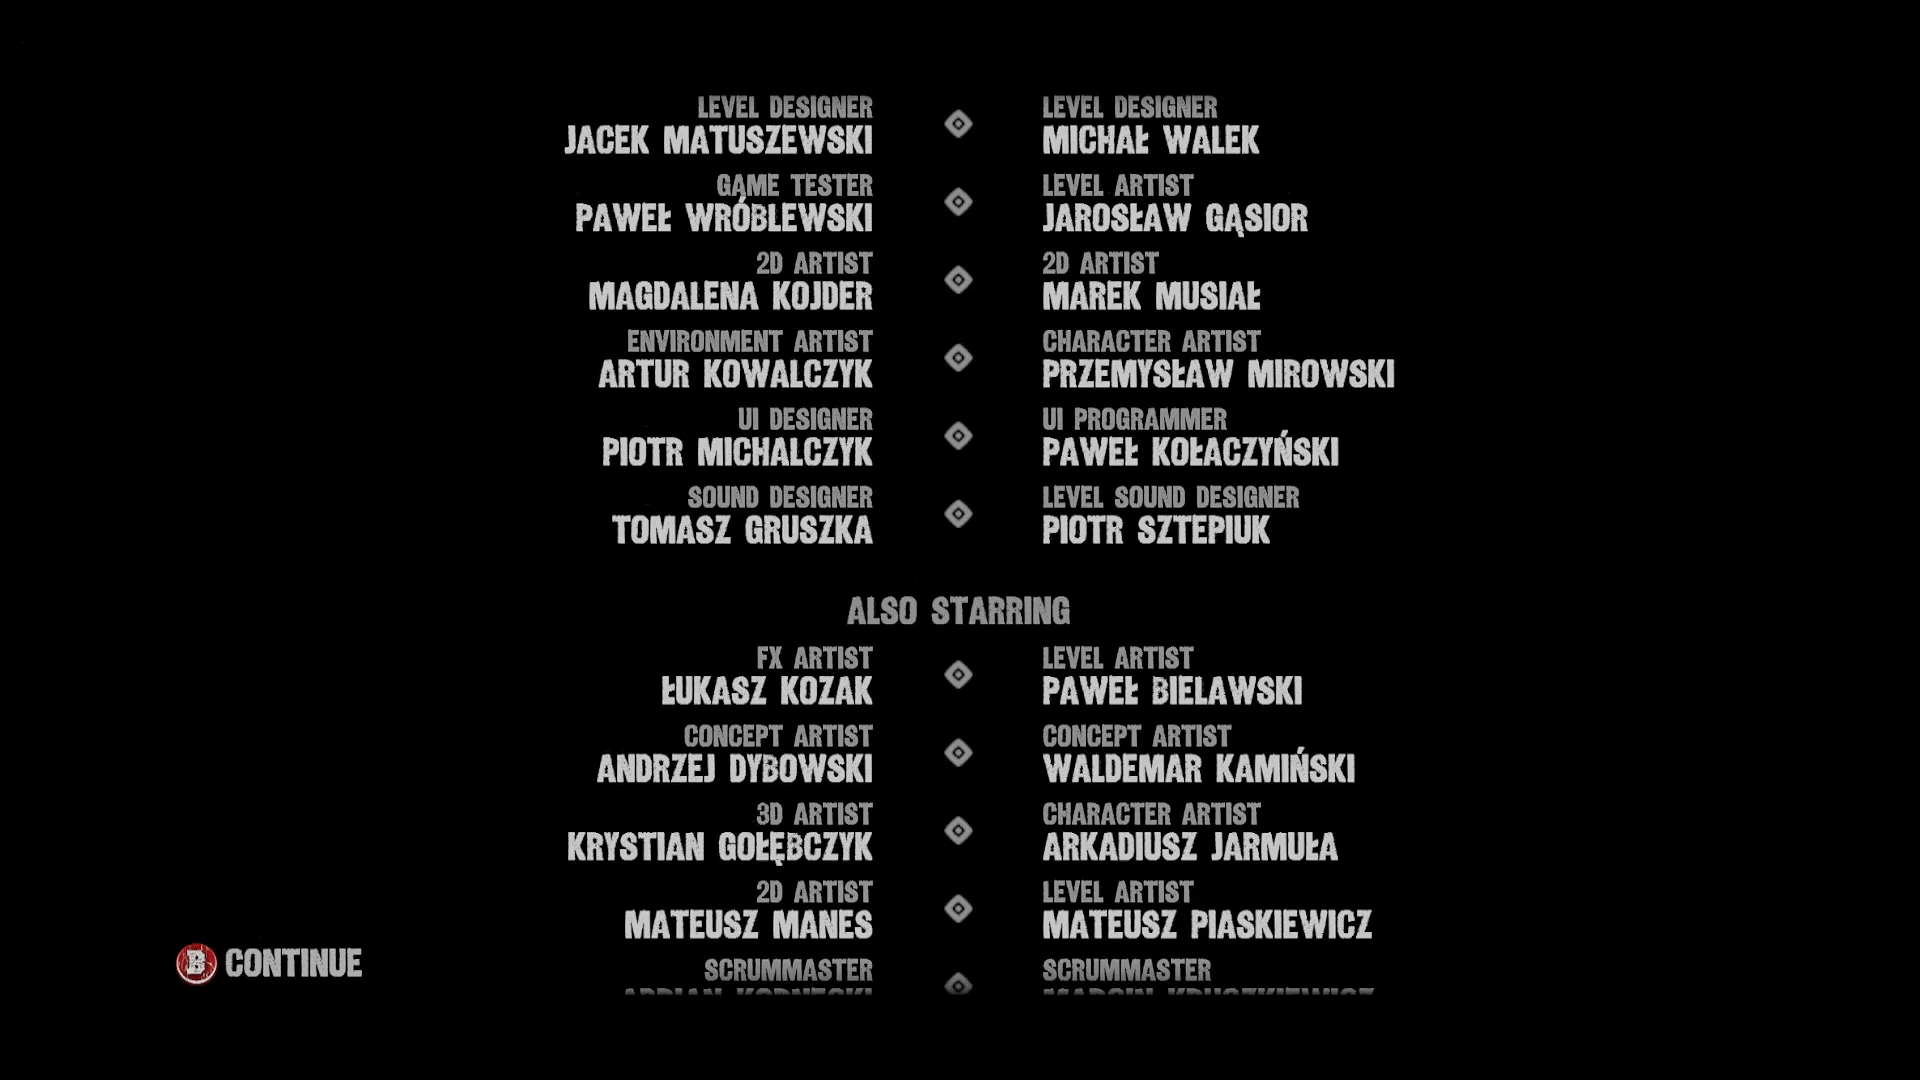 LEVEL DESIGNER LEVEL DESIGNER
JACEK MATUSZEWSKI MICHAŁ WALEK
GAME TESTER LEVEL ARTIST
PAWEŁ WRÓBLEWSKI JAROSŁAW GĄSIOR
2D ARTIST 2D ARTIST
MAGDALENA KOJDER MAREK MUSIAŁ
ENVIRONMENT ARTIST CHARACTER ARTIST
ARTUR KOWALCZYK PRZEMYSŁAW MIROWSKI
UI DESIGNER UI PROGRAMMER
PIOTR MICHALCZYK PAWEŁ KOŁACZYŃSKI
SOUND DESIGNER LEVEL SOUND DESIGNER
TOMASZ GRUSZKA PIOTR SZTEPIUK
ALSO STARRING
FX ARTIST LEVEL ARTIST
ŁUKASZ KOZAK PAWEŁ BIELAWSKI
CONCEPT ARTIST CONCEPT ARTIST
ANDRZEJ DYBOWSKI WALDEMAR KAMIŃSKI
3D ARTIST CHARACTER ARTIST
KRYSTIAN GOŁĘBCZYK ARKADIUSZ JARMUŁA
2D ARTIST LEVEL ARTIST
MATEUSZ MANES MATEUSZ PIASKIEWICZ
B CONTINUE
SCRUMMASTER SCRUMMASTER